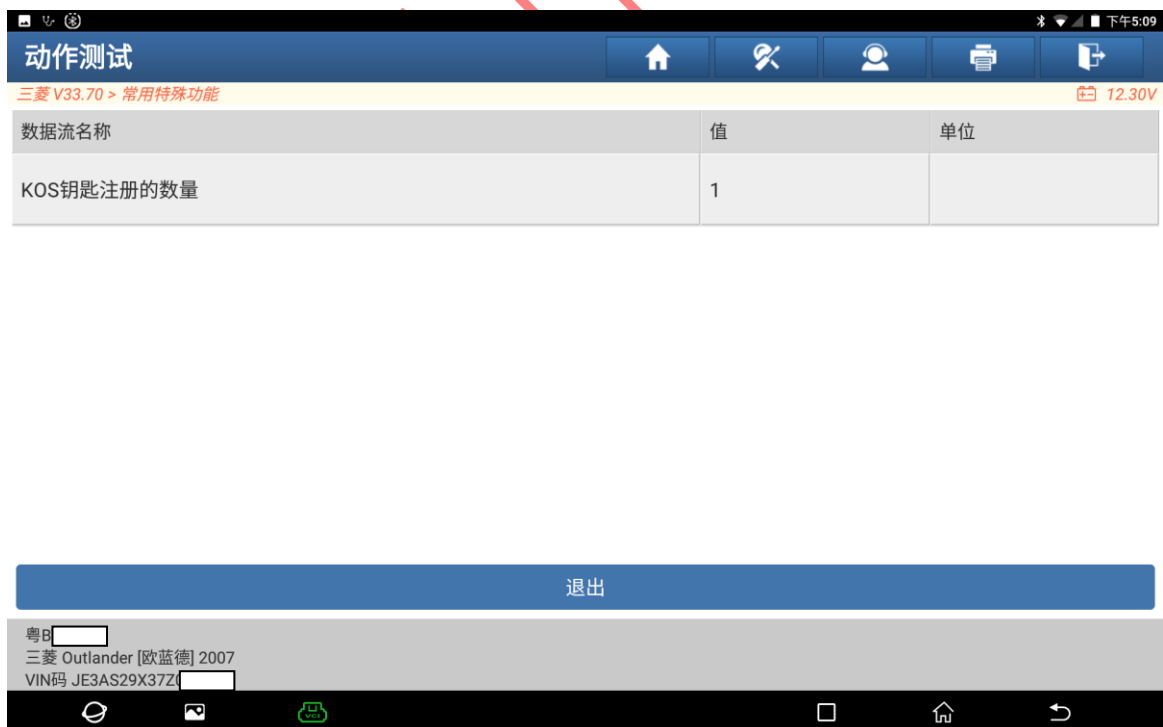 下午5:09
动作测试
三菱 V33.70 > 常用特殊功能
12.30V
数据流名称 值 单位
KOS钥匙注册的数量 1
退出
粤B
三菱 Outlander [欧蓝德] 2007
VIN码 JE3AS29X37Z
VCI